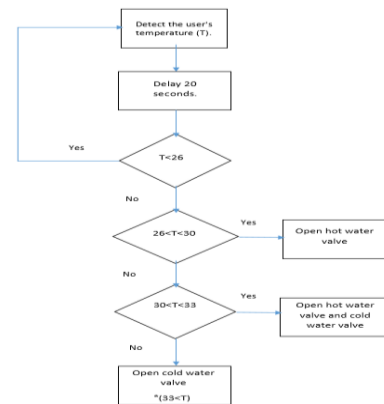 Detect the user's
temperature (T).
Delay 20
seconds.
Yes
T<26
No
Yes
26<T<30
Open hot water
valve
No
Yes
30<T<33
Open hot water
valve and cold
water valve
No
Open cold water
valve
*(33<T)